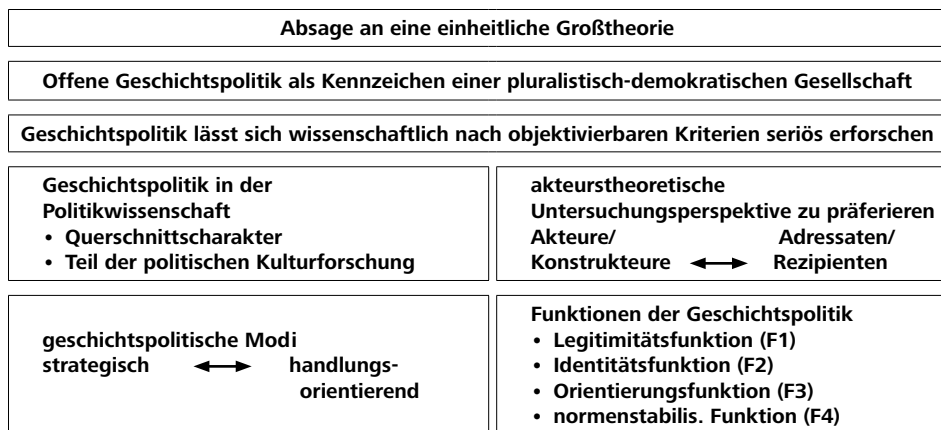 Absage an eine einheitliche Großtheorie
Offene Geschichtspolitik als Kennzeichen einer pluralistisch-demokratischen Gesellschaft
Geschichtspolitik lässt sich wissenschaftlich nach objektivierbaren Kriterien seriös erforschen
Geschichtspolitik in der
Politikwissenschaft
• Querschnittscharakter
• Teil der politischen Kulturforschung
akteurstheoretische
Untersuchungsperspektive zu präferieren
Akteure/ Adressaten/
Konstrukteure ↔ Rezipienten
geschichtspolitische Modi
strategisch ↔ handlungs-
orientierend
Funktionen der Geschichtspolitik
• Legitimitätsfunktion (F1)
• Identitätsfunktion (F2)
• Orientierungsfunktion (F3)
• normenstabilis. Funktion (F4)